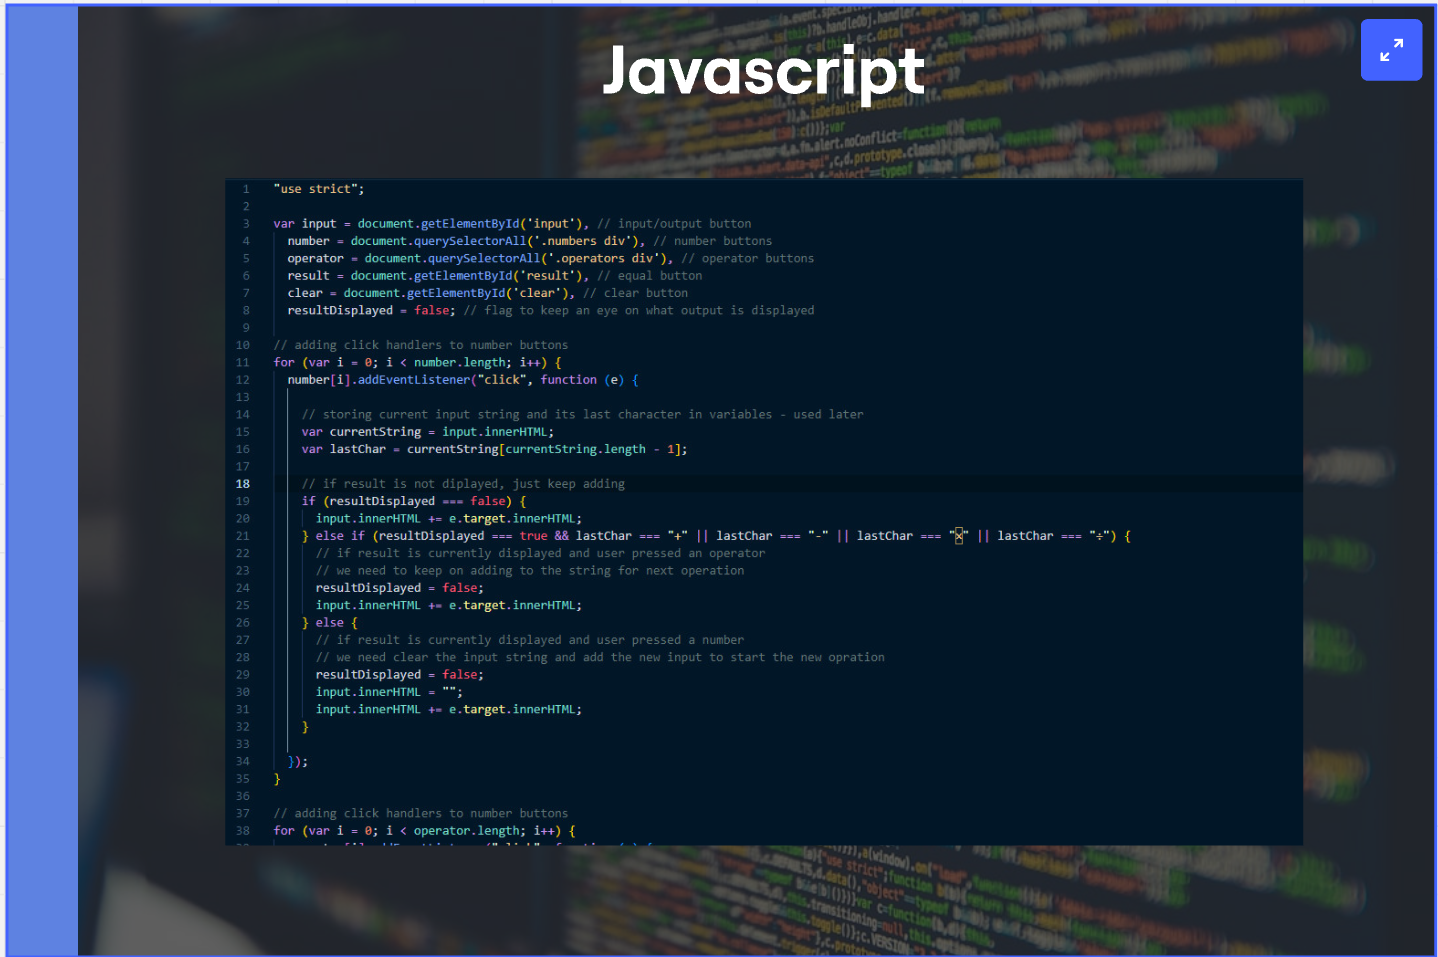 Javascript
1 "use strict";
2
3 var input = document.getElementById('input'), // input/output button
4 number = document.querySelectorAll('.numbers div'), // number buttons
5 operator = document.querySelectorAll('.operators div'), // operator buttons
6 result = document.getElementById('result'), // equal button
7 clear = document.getElementById('clear'), // clear button
8 resultDisplayed = false; // flag to keep an eye on what output is displayed
9
10 // adding click handlers to number buttons
11 for (var i = 0; i < number.length; i++) {
12 number[i].addEventListener("click", function (e) {
13
14 // storing current input string and its last character in variables - used later
15 var currentString = input.innerHTML;
16 var lastChar = currentString[currentString.length - 1];
17
18 // if result is not diplayed, just keep adding
19 if (resultDisplayed === false) {
20 input.innerHTML += e.target.innerHTML;
21 } else if (resultDisplayed === true && lastChar === "+" || lastChar === "-" || lastChar === "×" || lastChar === "÷") {
22 // if result is currently displayed and user pressed an operator
23 // we need to keep on adding to the string for next operation
24 resultDisplayed = false;
25 input.innerHTML += e.target.innerHTML;
26 } else {
27 // if result is currently displayed and user pressed a number
28 // we need clear the input string and add the new input to start the new opration
29 resultDisplayed = false;
30 input.innerHTML = "";
31 input.innerHTML += e.target.innerHTML;
32 }
33
34 });
35 }
36
37 // adding click handlers to number buttons
38 for (var i = 0; i < operator.length; i++) {